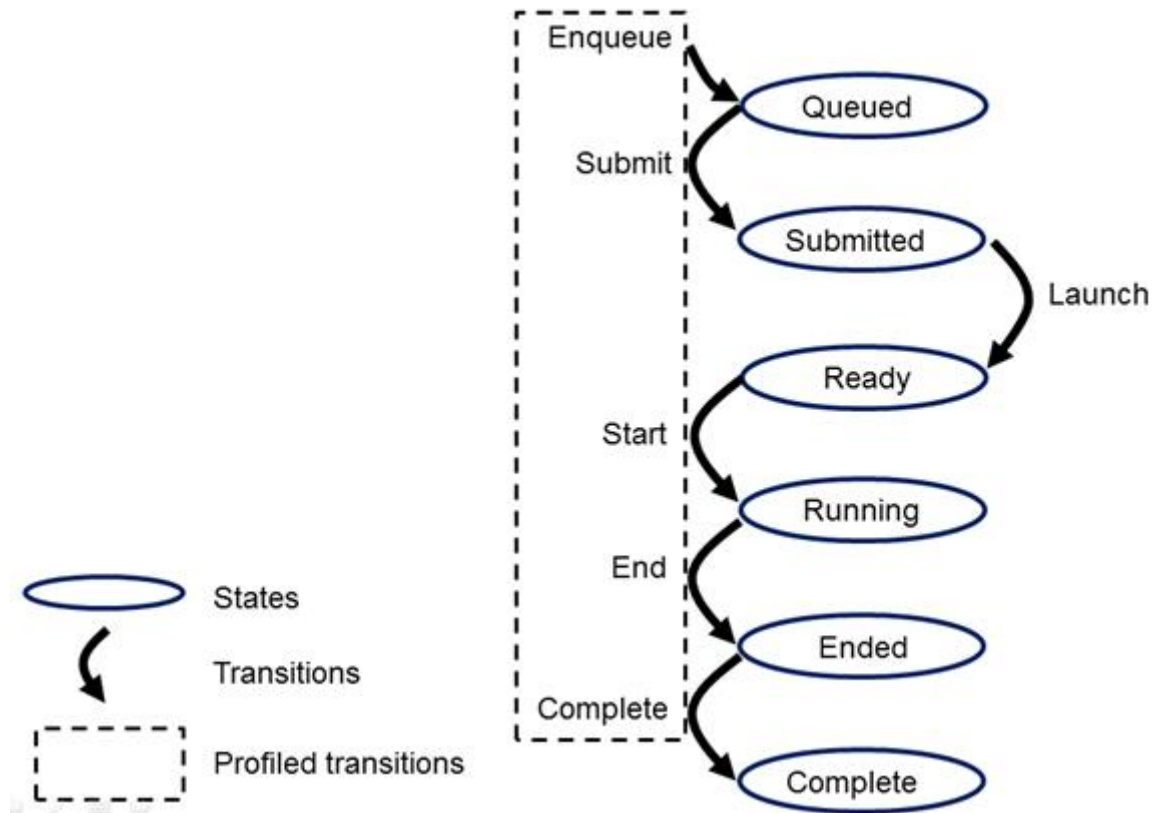 Enqueue
Queued
Submit
Submitted
Launch
Ready
Start
Running
End
Ended
Complete
Complete
States
Transitions
Profiled transitions